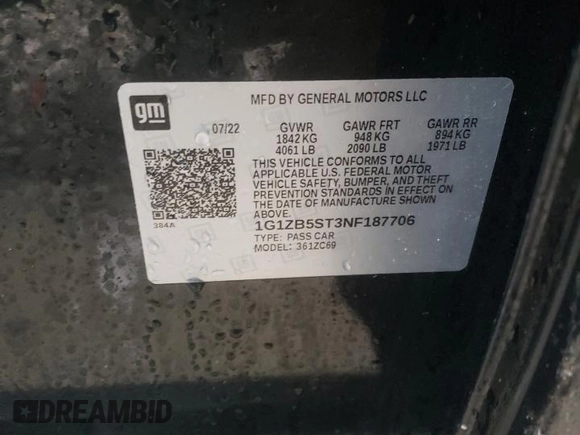 gm
MFD BY GENERAL MOTORS LLC
07/22 GVWR GAWR FRT GAWR RR
1842 KG 948 KG 894 KG
4061 LB 2090 LB 1971 LB
THIS VEHICLE CONFORMS TO ALL
APPLICABLE U.S. FEDERAL MOTOR
VEHICLE SAFETY, BUMPER, AND THEFT
PREVENTION STANDARDS IN EFFECT ON
THE DATE OF MANUFACTURE SHOWN
ABOVE.
384A
1G1ZB5ST3NF187706
TYPE: PASS CAR
MODEL: 361ZC69
DREAMBID